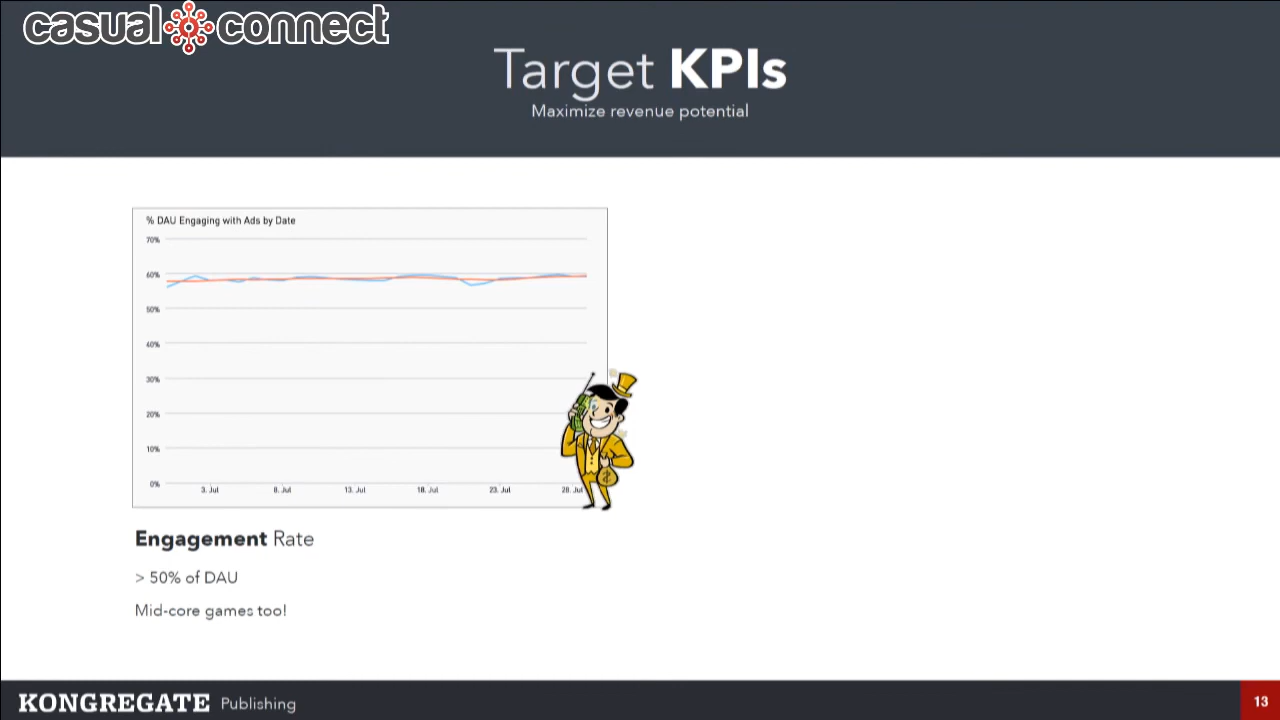 casual connect
Target KPIs
Maximize revenue potential
% DAU Engaging with Ads by Date
70%
60%
50%
40%
30%
20%
10%
0%
3. Jul 8. Jul 13. Jul 18. Jul 23. Jul 28. Jul
Engagement Rate
> 50% of DAU
Mid-core games too!
KONGREGATE Publishing
13